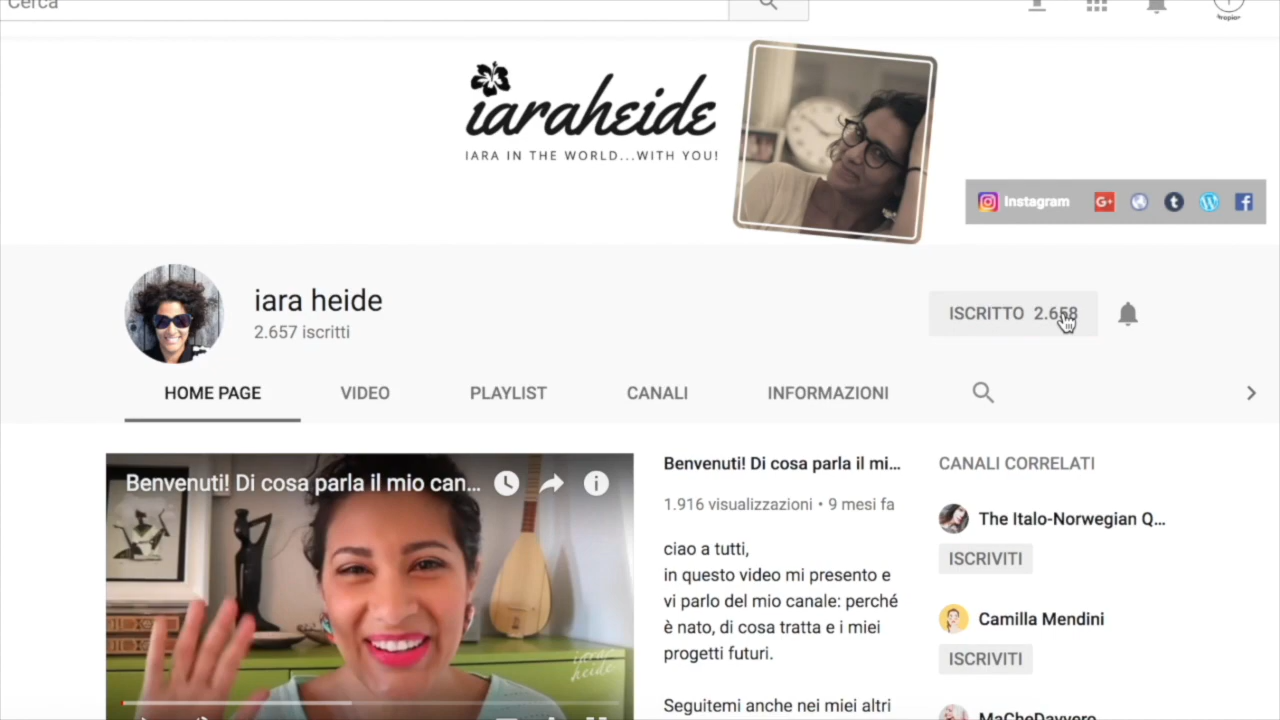 Cerca
iaraheide
IARA IN THE WORLD...WITH YOU!
Instagram
iara heide
2.657 iscritti
ISCRITTO 2.658
HOME PAGE
VIDEO
PLAYLIST
CANALI
INFORMAZIONI
Benvenuti! Di cosa parla il mio can...
iara
heide
Benvenuti! Di cosa parla il mi...
1.916 visualizzazioni • 9 mesi fa
ciao a tutti,
in questo video mi presento e
vi parlo del mio canale: perché
è nato, di cosa tratta e i miei
progetti futuri.
Seguitemi anche nei miei altri
CANALI CORRELATI
The Italo-Norwegian Q...
ISCRIVITI
Camilla Mendini
ISCRIVITI
MaCheDavvero